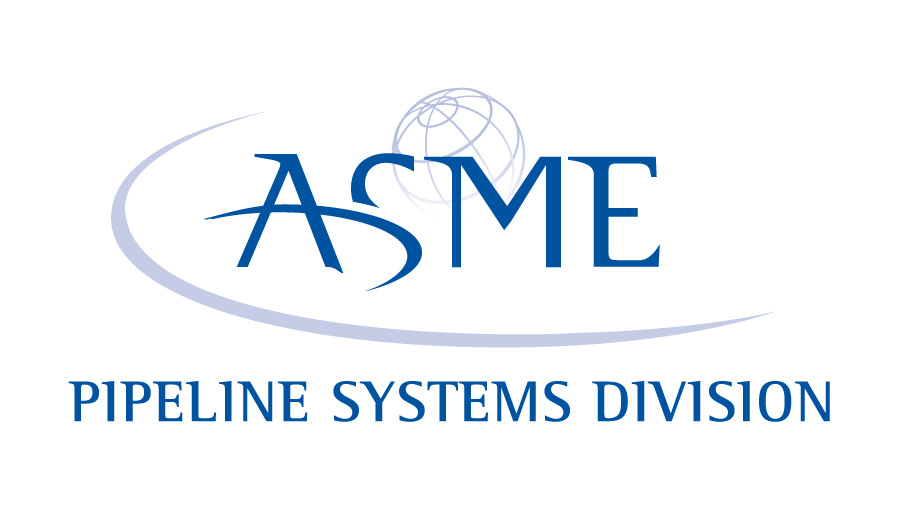 ASME
PIPELINE SYSTEMS DIVISION